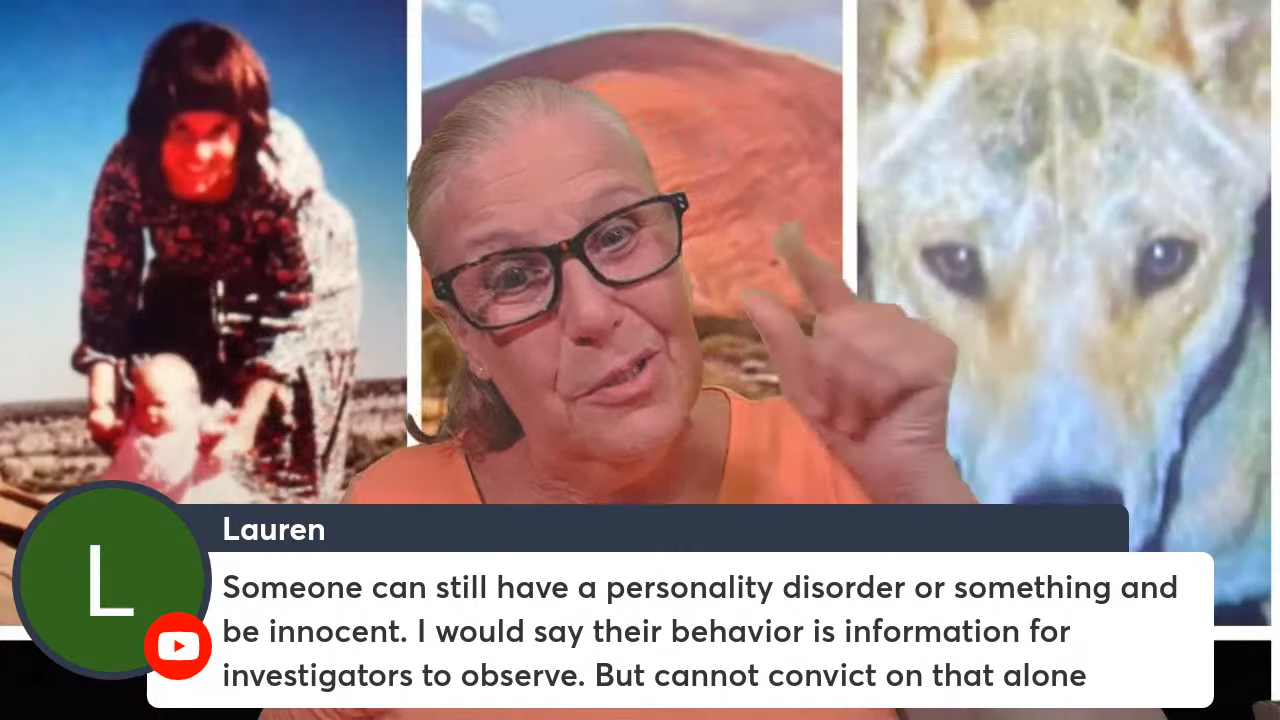 L
Lauren
Someone can still have a personality disorder or something and
be innocent. I would say their behavior is information for
investigators to observe. But cannot convict on that alone